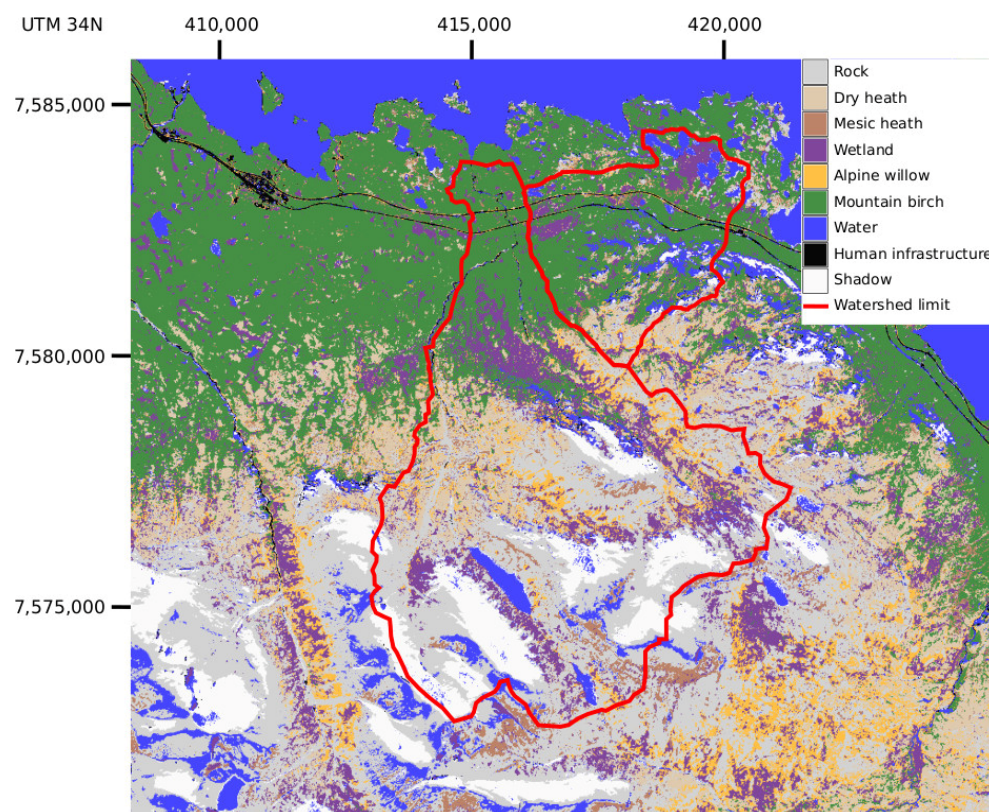 UTM 34N
410,000
415,000
420,000
7,585,000
7,580,000
7,575,000
Rock
Dry heath
Mesic heath
Wetland
Alpine willow
Mountain birch
Water
Human infrastructure
Shadow
Watershed limit